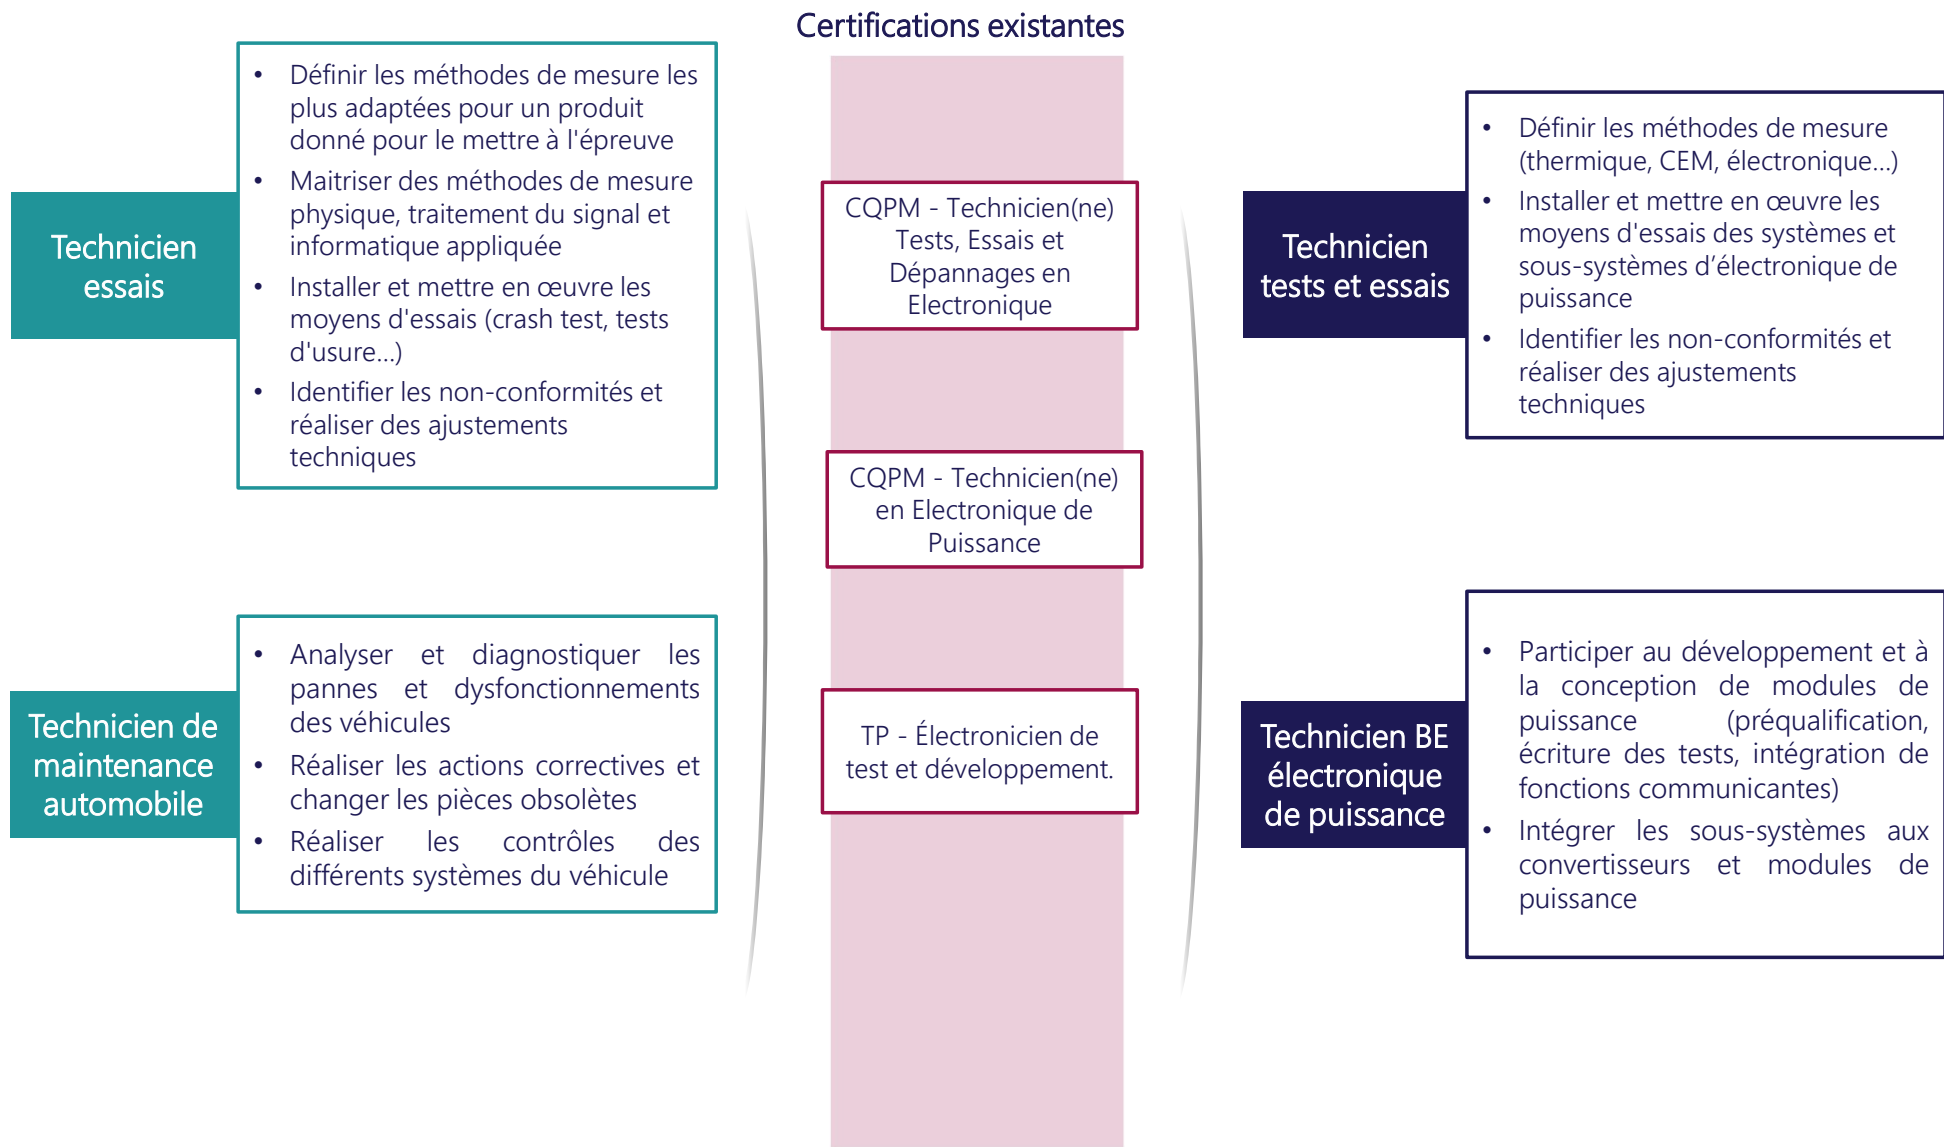 Certifications existantes
Technicien
essais
• Définir les méthodes de mesure les
plus adaptées pour un produit
donné pour le mettre à l'épreuve
• Maitriser des méthodes de mesure
physique, traitement du signal et
informatique appliquée
• Installer et mettre en œuvre les
moyens d'essais (crash test, tests
d'usure...)
• Identifier les non-conformités et
réaliser des ajustements
techniques
Technicien de
maintenance
automobile
• Analyser et diagnostiquer les
pannes et dysfonctionnements
des véhicules
• Réaliser les actions correctives et
changer les pièces obsolètes
• Réaliser les contrôles des
différents systèmes du véhicule
CQPM - Technicien(ne)
Tests, Essais et
Dépannages en
Electronique
CQPM - Technicien(ne)
en Electronique de
Puissance
TP - Électronicien de
test et développement.
Technicien
tests et essais
• Définir les méthodes de mesure
(thermique, CEM, électronique...)
• Installer et mettre en œuvre les
moyens d'essais des systèmes et
sous-systèmes d’électronique de
puissance
• Identifier les non-conformités et
réaliser des ajustements
techniques
Technicien BE
électronique
de puissance
• Participer au développement et à
la conception de modules de
puissance (préqualification,
écriture des tests, intégration de
fonctions communicantes)
• Intégrer les sous-systèmes aux
convertisseurs et modules de
puissance